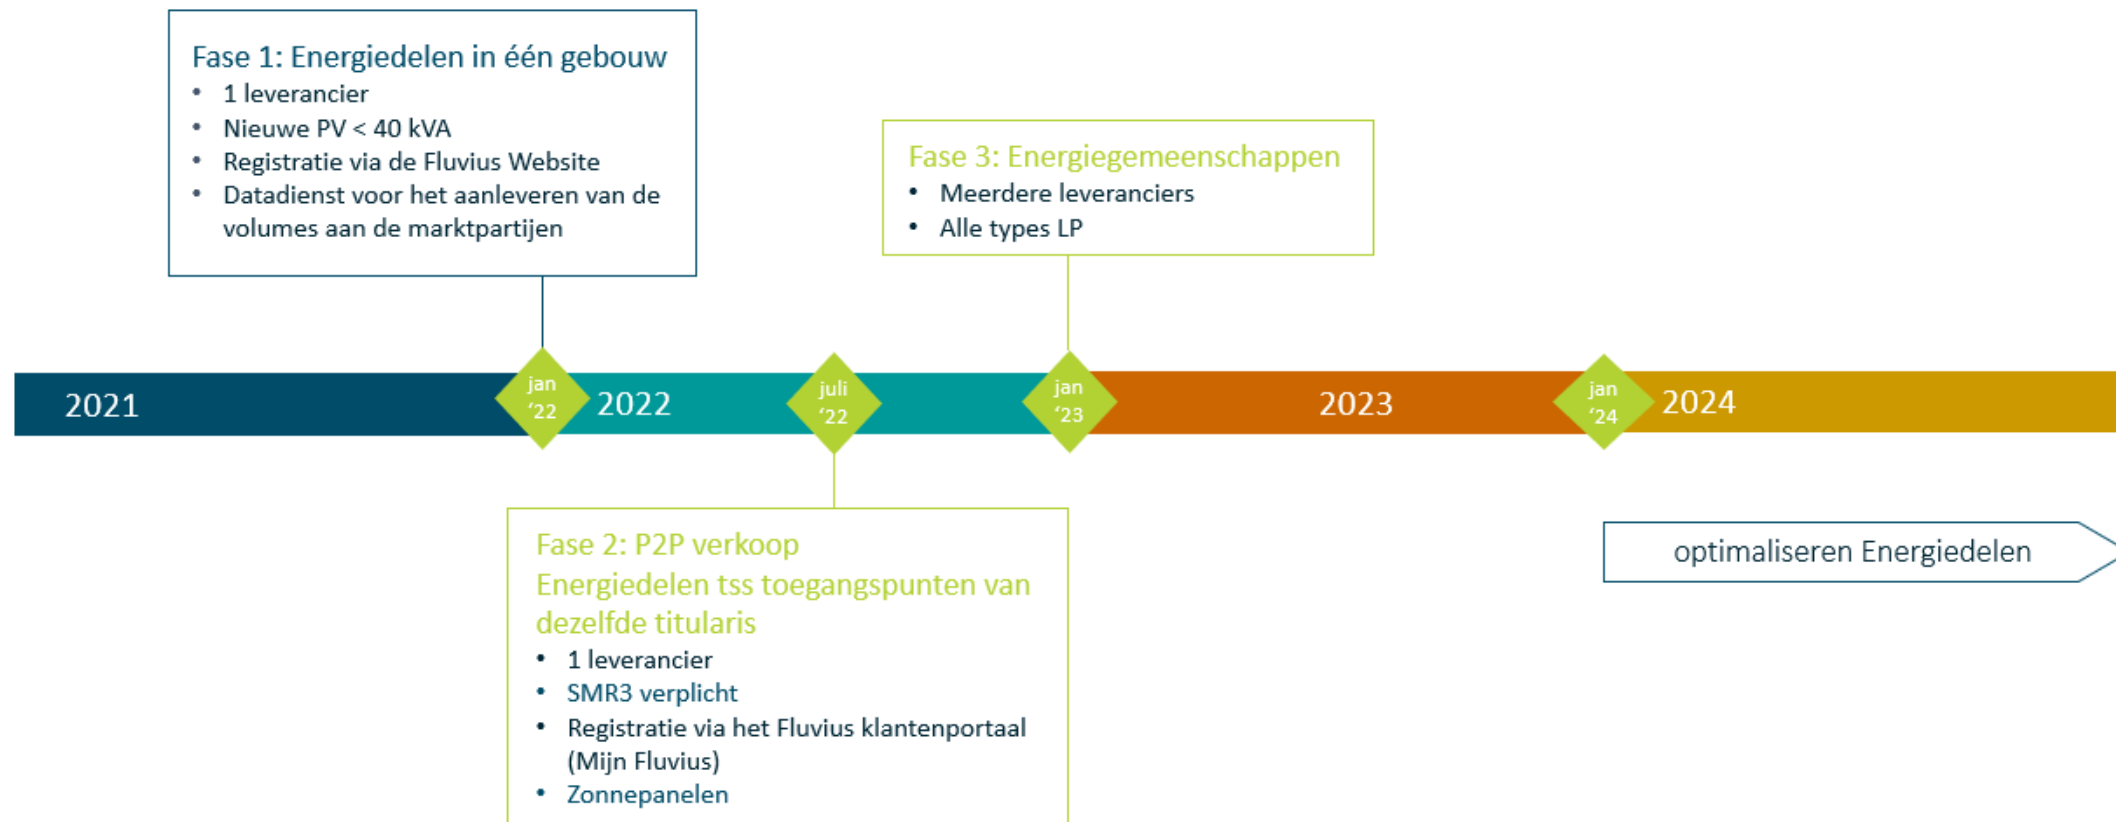 Fase 1: Energiedelen in één gebouw
• 1 leverancier
• Nieuwe PV < 40 kVA
• Registratie via de Fluvius Website
• Datadienst voor het aanleveren van de
volumes aan de marktpartijen
Fase 3: Energiegemeenschappen
• Meerdere leveranciers
• Alle types LP
2021
jan
‘22
2022
juli
‘22
jan
‘23
2023
jan
‘24
2024
Fase 2: P2P verkoop
Energiedelen tss toegangspunten van
dezelfde titularis
• 1 leverancier
• SMR3 verplicht
• Registratie via het Fluvius klantenportaal
(Mijn Fluvius)
• Zonnepanelen
optimaliseren Energiedelen